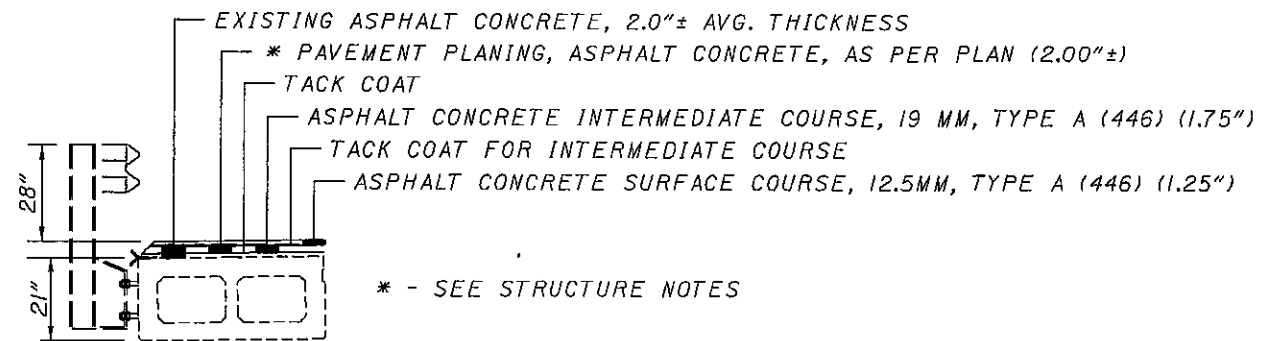 EXISTING ASPHALT CONCRETE, 2.0"± AVG. THICKNESS
* PAVEMENT PLANING, ASPHALT CONCRETE, AS PER PLAN (2.00"±)
TACK COAT
ASPHALT CONCRETE INTERMEDIATE COURSE, 19 MM, TYPE A (446) (1.75")
TACK COAT FOR INTERMEDIATE COURSE
ASPHALT CONCRETE SURFACE COURSE, 12.5MM, TYPE A (446) (1.25")
28"
21"
* - SEE STRUCTURE NOTES